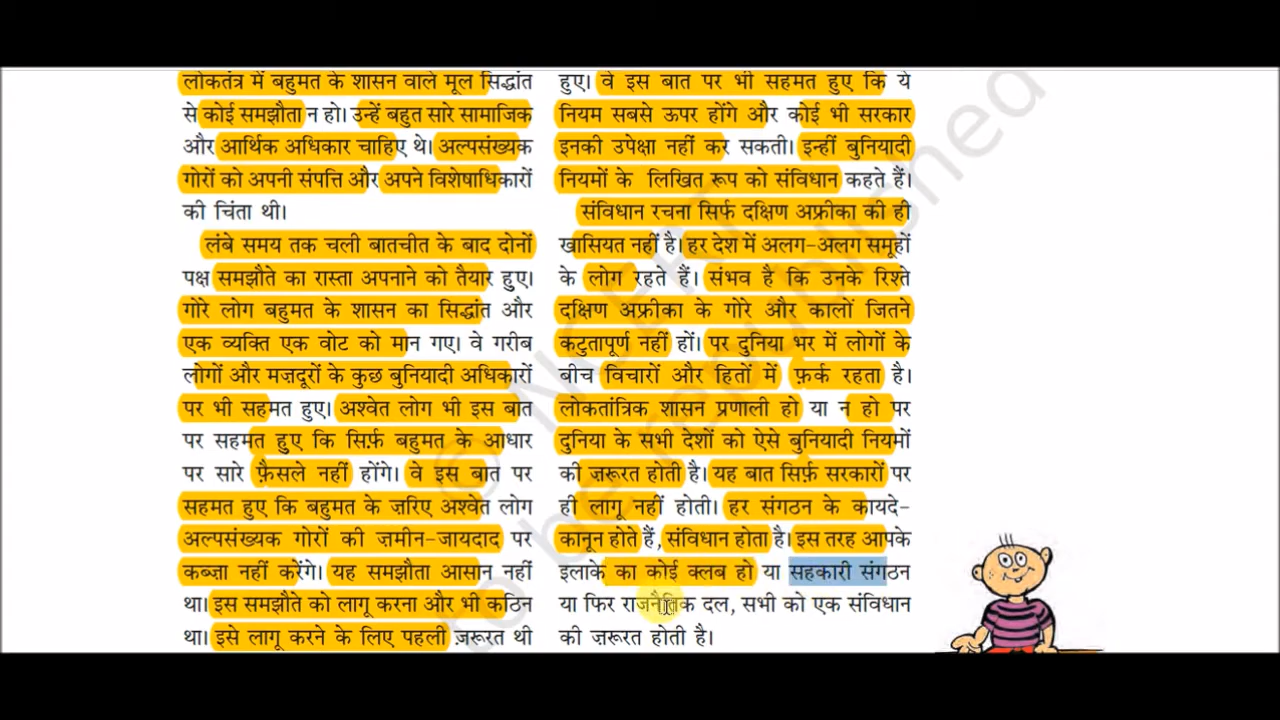 लोकतंत्र में बहुमत के शासन वाले मूल सिद्धांत
से कोई समझौता न हो। उन्हें बहुत सारे सामाजिक
और आर्थिक अधिकार चाहिए थे। अल्पसंख्यक
गोरों को अपनी संपत्ति और अपने विशेषाधिकारों
की चिंता थी।
लंबे समय तक चली बातचीत के बाद दोनों
पक्ष समझौते का रास्ता अपनाने को तैयार हुए।
गोरे लोग बहुमत के शासन का सिद्धांत और
एक व्यक्ति एक वोट को मान गए। वे गरीब
लोगों और मज़दूरों के कुछ बुनियादी अधिकारों
पर भी सहमत हुए। अश्वेत लोग भी इस बात
पर सहमत हुए कि सिर्फ़ बहुमत के आधार
पर सारे फ़ैसले नहीं होंगे। वे इस बात पर
सहमत हुए कि बहुमत के ज़रिए अश्वेत लोग
अल्पसंख्यक गोरों की ज़मीन-जायदाद पर
कब्ज़ा नहीं करेंगे। यह समझौता आसान नहीं
था। इस समझौते को लागू करना और भी कठिन
था। इसे लागू करने के लिए पहली ज़रूरत थी
हुए। वे इस बात पर भी सहमत हुए कि ये
नियम सबसे ऊपर होंगे और कोई भी सरकार
इनकी उपेक्षा नहीं कर सकती। इन्हीं बुनियादी
नियमों के लिखित रूप को संविधान कहते हैं।
संविधान रचना सिर्फ दक्षिण अफ्रीका की ही
खासियत नहीं है। हर देश में अलग-अलग समूहों
के लोग रहते हैं। संभव है कि उनके रिश्ते
दक्षिण अफ्रीका के गोरे और कालों जितने
कटुतापूर्ण नहीं हों। पर दुनिया भर में लोगों के
बीच विचारों और हितों में फ़र्क रहता है।
लोकतांत्रिक शासन प्रणाली हो या न हो पर
दुनिया के सभी देशों को ऐसे बुनियादी नियमों
की ज़रूरत होती है। यह बात सिर्फ़ सरकारों पर
ही लागू नहीं होती। हर संगठन के कायदे-
कानून होते हैं, संविधान होता है। इस तरह आपके
इलाके का कोई क्लब हो या सहकारी संगठन
या फिर राजनैतिक दल, सभी को एक संविधान
की ज़रूरत होती है।